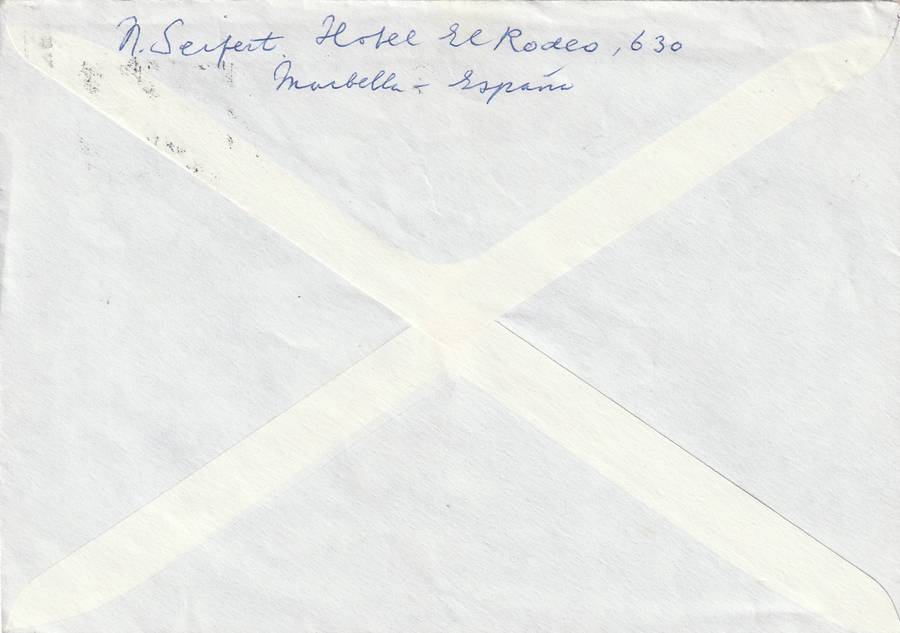 N. Seifert. Hotel El Rodeo, 630
Marbella - España